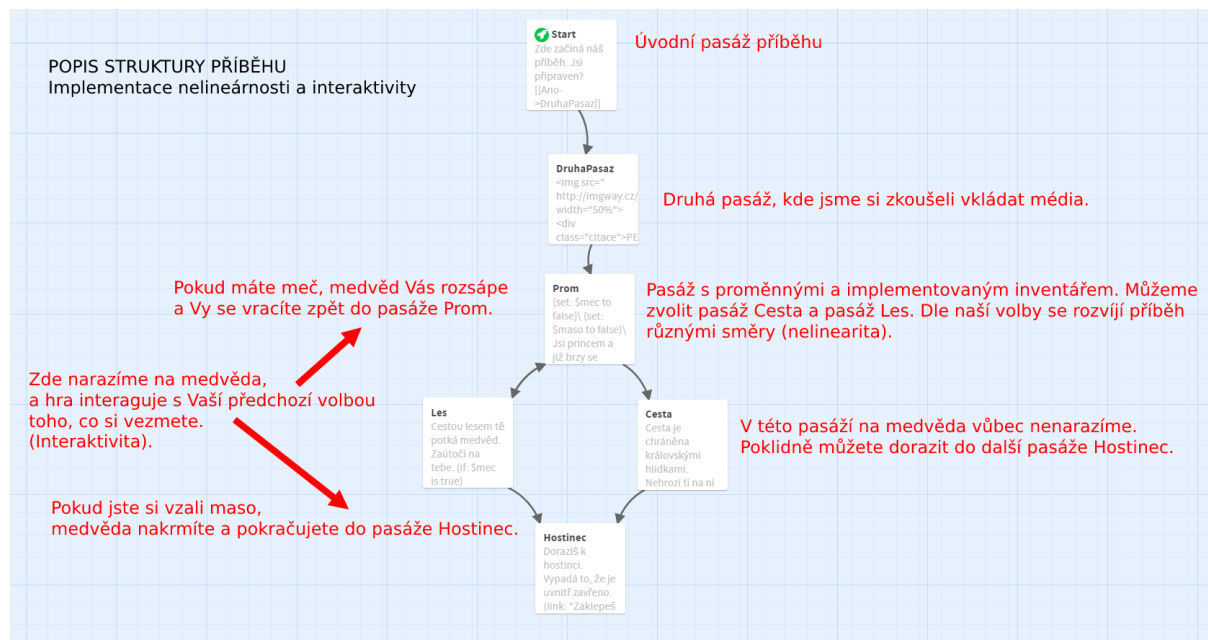 Start
Zde začíná náš
příběh. Jsi
připraven?
[[Ano-
>DruhaPasaz]]
Úvodní pasáž příběhu
POPIS STRUKTURY PŘÍBĚHU
Implementace nelineárnosti a interaktivity
DruhaPasaz
<img src="
http://imgway.cz/
width="50%">
<div
class="citace">PE
Druhá pasáž, kde jsme si zkoušeli vkládat média.
Pokud máte meč, medvěd Vás rozsápe
a Vy se vracíte zpět do pasáže Prom.
Prom
(set: $mec to
false)\ (set:
$maso to false)\
Jsi princem a
již brzy se
Pasáž s proměnnými a implementovaným inventářem. Můžeme
zvolit pasáž Cesta a pasáž Les. Dle naší volby se rozvíjí příběh
různými směry (nelinearita).
Zde narazíme na medvěda,
a hra interaguje s Vaší předchozí volbou
toho, co si vezmete.
(Interaktivita).
Les
Cestou lesem tě
potká medvěd.
Zaútočí na
tebe. (if: $mec
is true)
Cesta
Cesta je
chráněna
královskými
hlídkami.
Nehrozí ti na ní
V této pasáží na medvěda vůbec nenarazíme.
Poklidně můžete dorazit do další pasáže Hostinec.
Pokud jste si vzali maso,
medvěda nakrmíte a pokračujete do pasáže Hostinec.
Hostinec
Dorazíš k
hostinci.
Vypadá to, že je
uvnitř zavřeno.
(link: "Zaklepeš